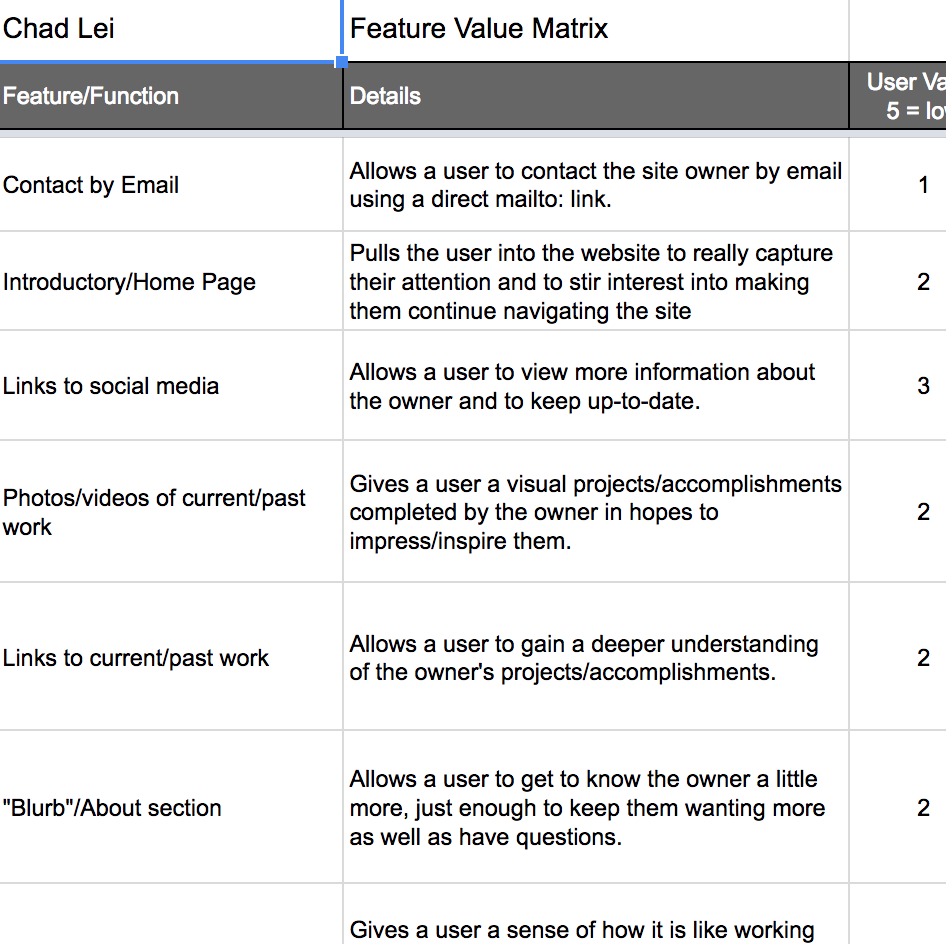 Chad Lei
Feature Value Matrix
Feature/Function
Details
User Va
5 = lo
Contact by Email
Allows a user to contact the site owner by email
using a direct mailto: link.
1
Introductory/Home Page
Pulls the user into the website to really capture
their attention and to stir interest into making
them continue navigating the site
2
Links to social media
Allows a user to view more information about
the owner and to keep up-to-date.
3
Photos/videos of current/past
work
Gives a user a visual projects/accomplishments
completed by the owner in hopes to
impress/inspire them.
2
Links to current/past work
Allows a user to gain a deeper understanding
of the owner's projects/accomplishments.
2
"Blurb"/About section
Allows a user to get to know the owner a little
more, just enough to keep them wanting more
as well as have questions.
2
Gives a user a sense of how it is like working